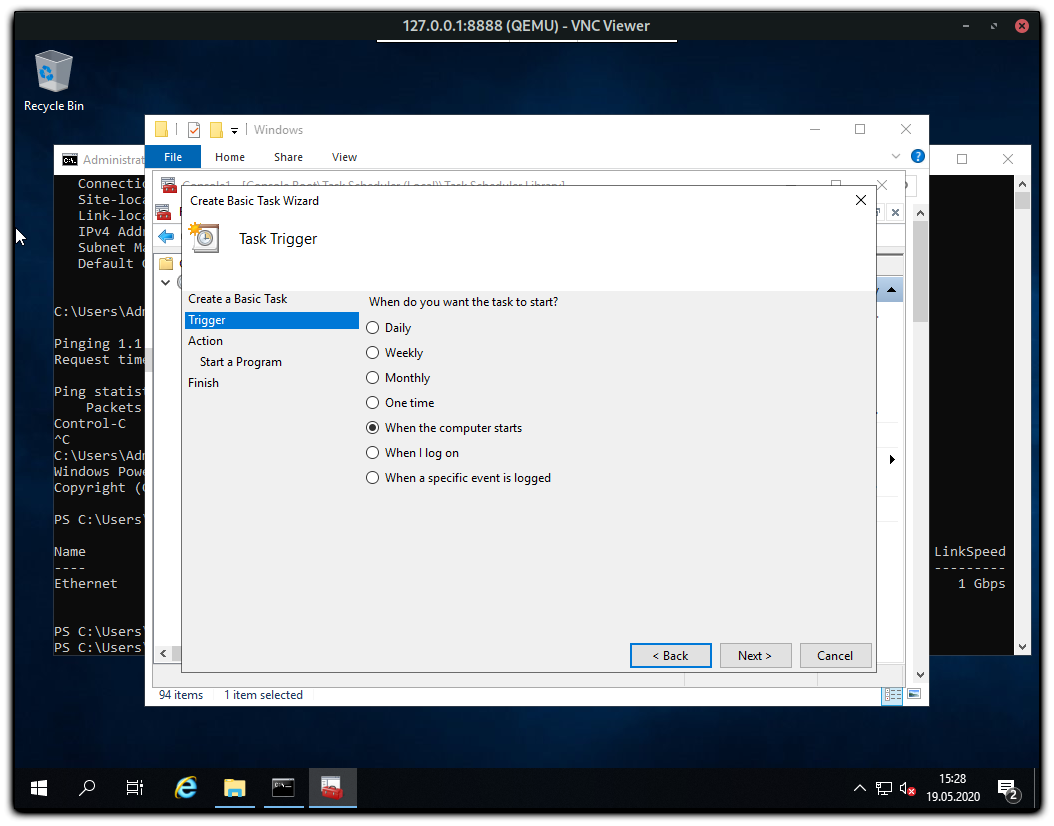 127.0.0.1:8888 (QEMU) - VNC Viewer
Recycle Bin
Windows
File Home Share View
Administrat
Console1 - [Console Root\Task Scheduler (Local)\Task Scheduler Library]
Create Basic Task Wizard
Task Trigger
Create a Basic Task
Trigger
Action
Start a Program
Finish
When do you want the task to start?
Daily
Weekly
Monthly
One time
When the computer starts
When I log on
When a specific event is logged
< Back Next > Cancel
Connectio
Site-loca
Link-loca
IPv4 Addr
Subnet Ma
Default G
C:\Users\Adm
Pinging 1.1
Request time
Ping statist
Packets
Control-C
^C
C:\Users\Adm
Windows Powe
Copyright (C
PS C:\Users\
Name LinkSpeed
---- ---------
Ethernet 1 Gbps
PS C:\Users\
PS C:\Users\
94 items 1 item selected
15:28
19.05.2020
2